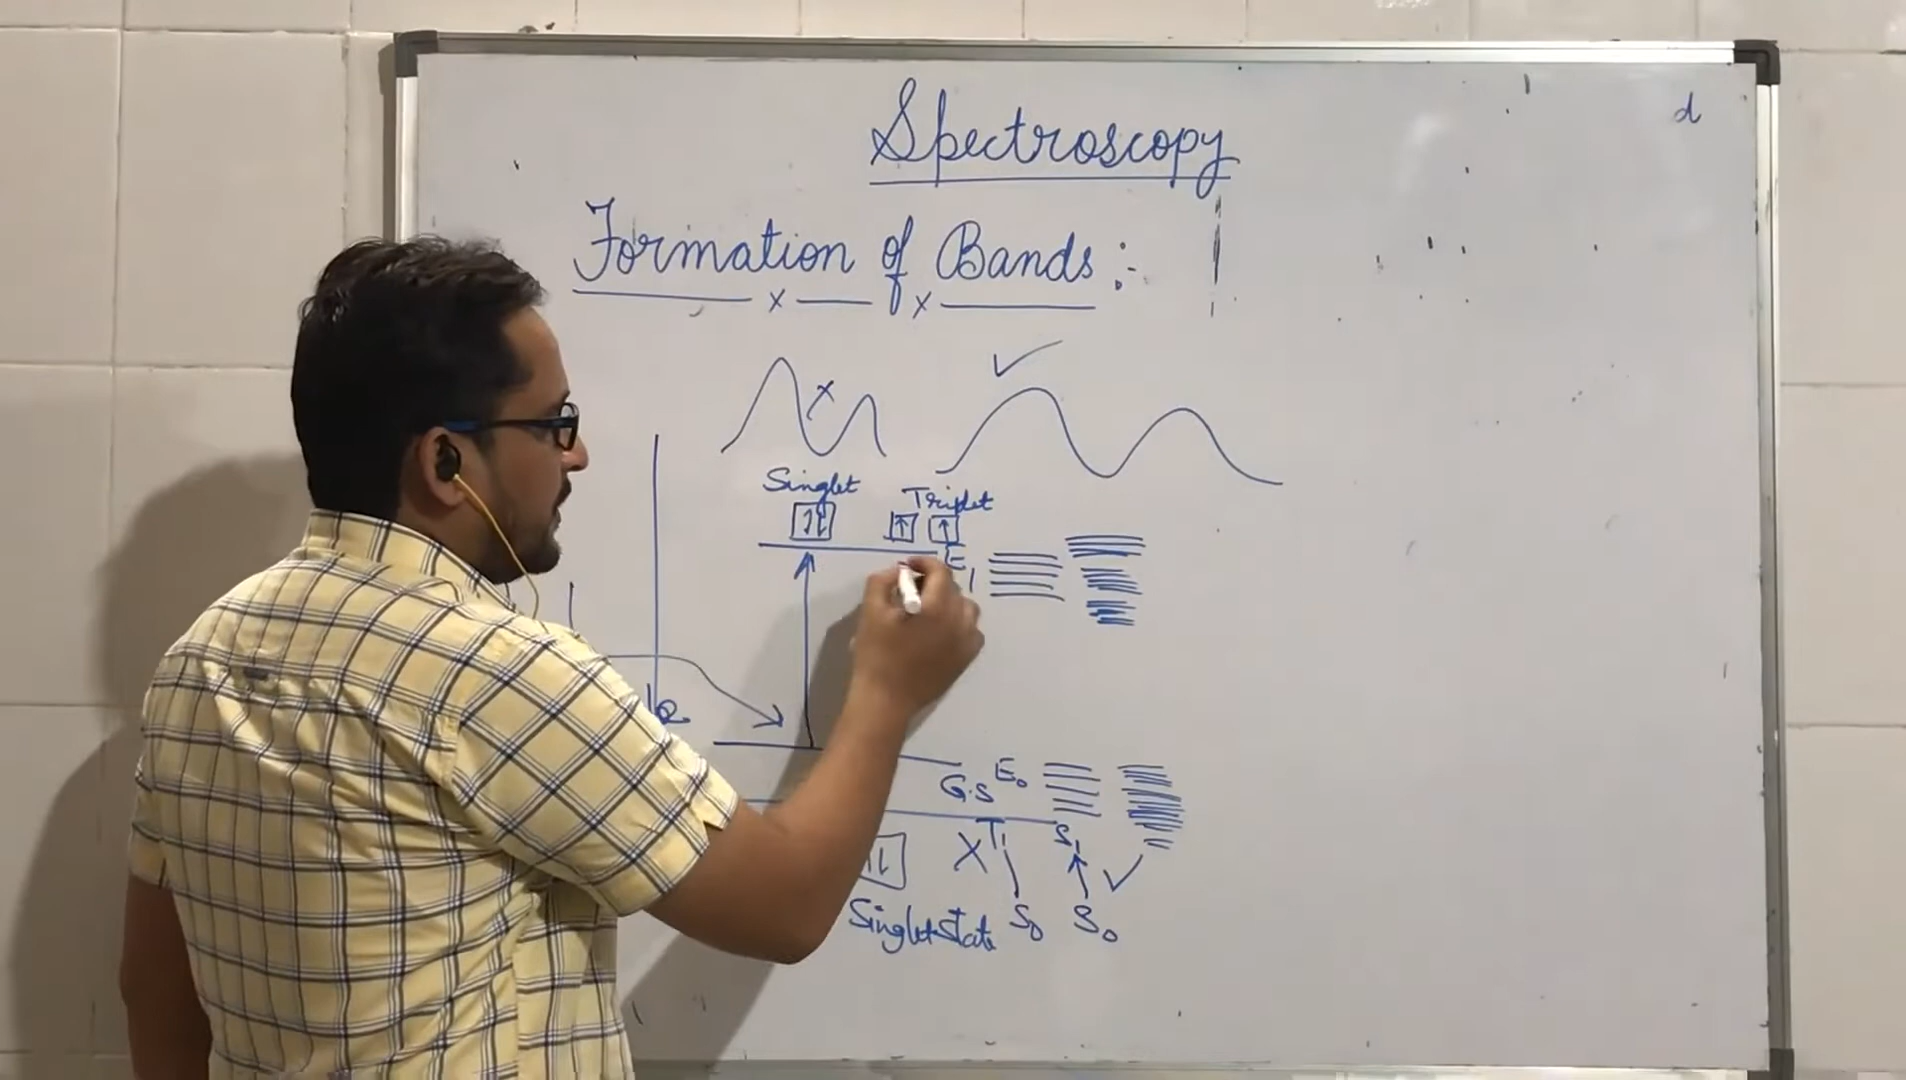 Spectroscopy
d
Formation of Bands :-
Singlet
Triplet
E1
G.S E0
T1 S1
Singlet State S0 S0